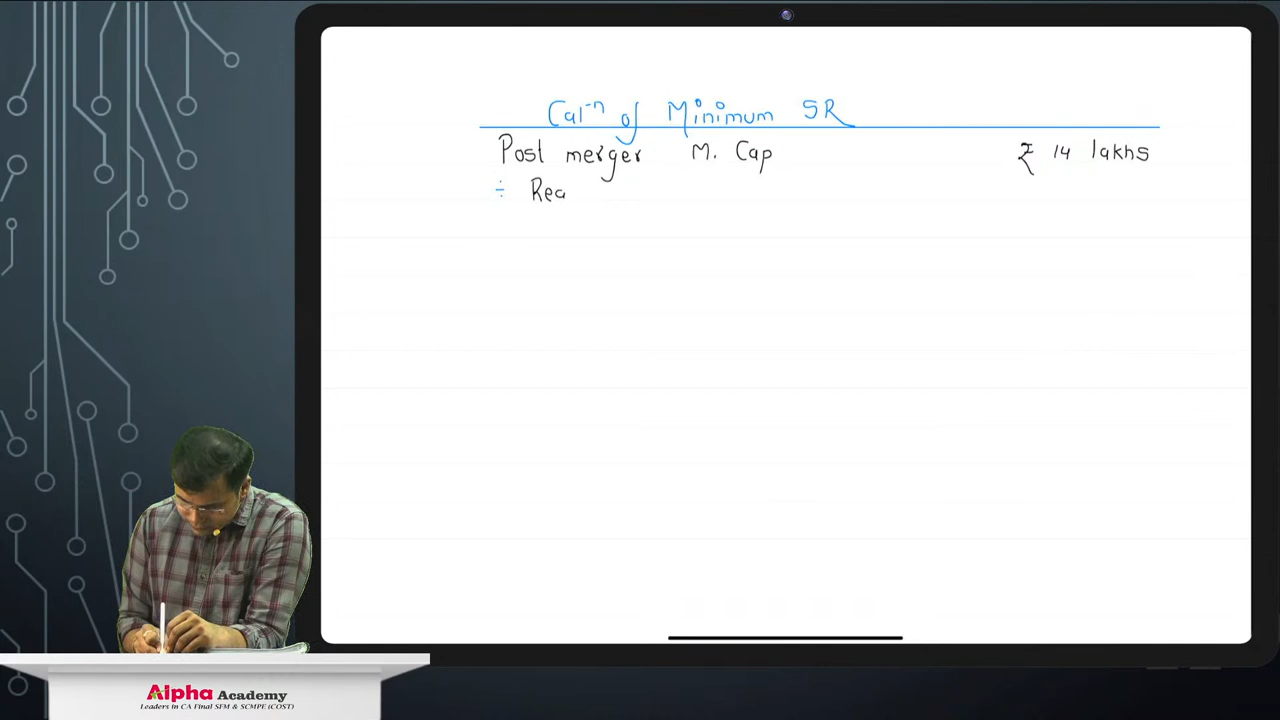 Cal⁻ⁿ of Minimum SR
Post merger M. Cap ₹ 14 lakhs
÷ Rea
Alpha Academy
Leaders in CA Final SFM & SCMPE (COST)